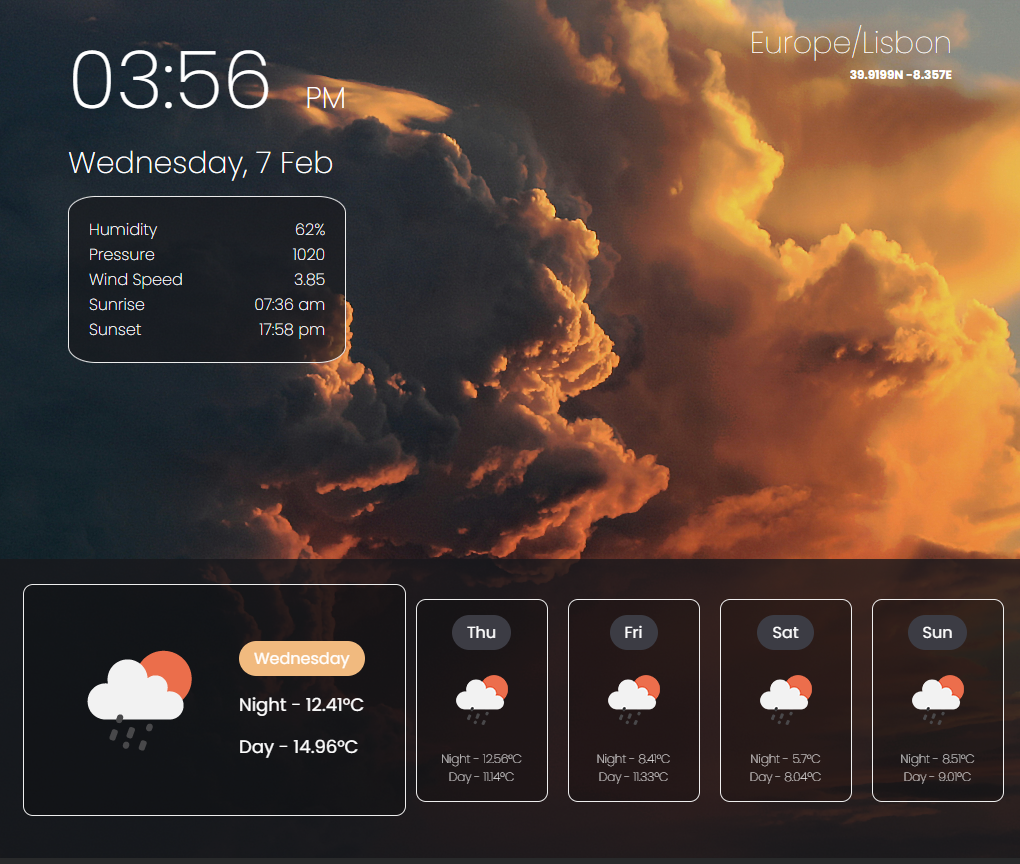 03:56 PM
Europe/Lisbon
39.9199N -8.357E
Wednesday, 7 Feb
Humidity 62%
Pressure 1020
Wind Speed 3.85
Sunrise 07:36 am
Sunset 17:58 pm
Wednesday
Night - 12.41°C
Day - 14.96°C
Thu
Night - 12.56°C
Day - 11.14°C
Fri
Night - 8.41°C
Day - 11.33°C
Sat
Night - 5.7°C
Day - 8.04°C
Sun
Night - 8.51°C
Day - 9.01°C